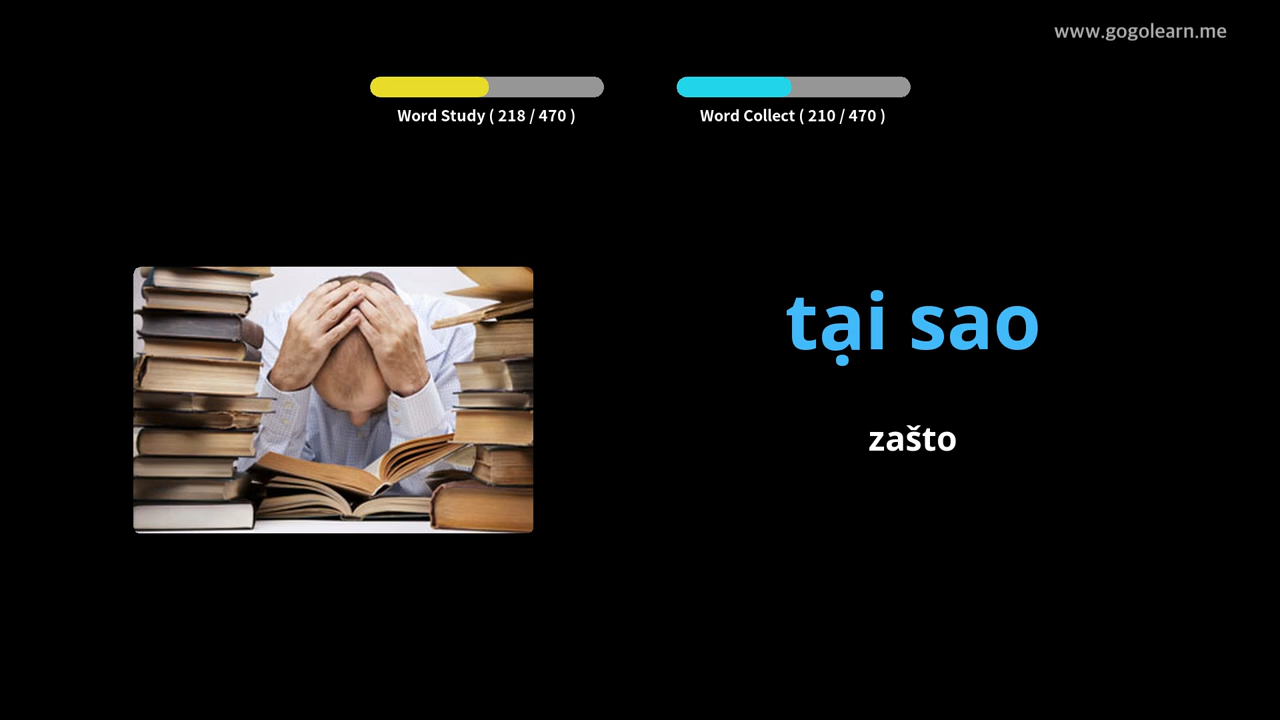 www.gogolearn.me
Word Study ( 218 / 470 )
Word Collect ( 210 / 470 )
tại sao
zašto